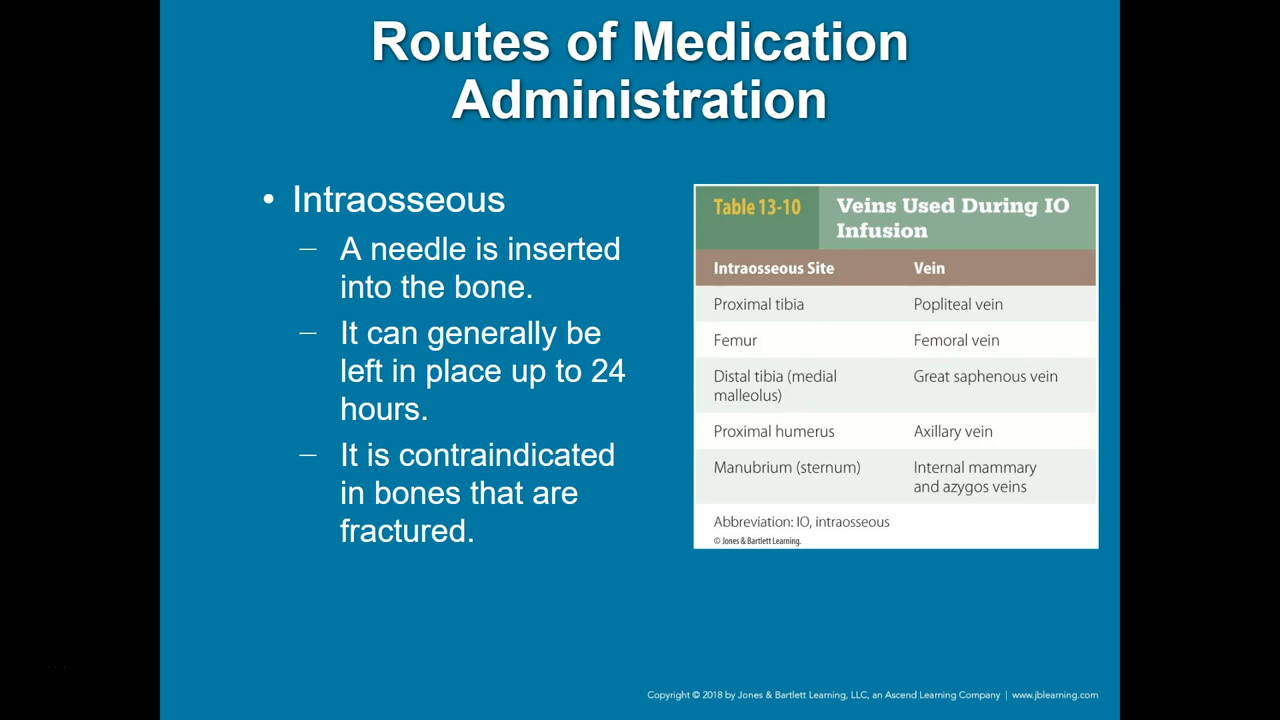 Routes of Medication
Administration
• Intraosseous
– A needle is inserted
into the bone.
– It can generally be
left in place up to 24
hours.
– It is contraindicated
in bones that are
fractured.
Table 13-10 Veins Used During IO
Infusion
Intraosseous Site Vein
Proximal tibia Popliteal vein
Femur Femoral vein
Distal tibia (medial Great saphenous vein
malleolus)
Proximal humerus Axillary vein
Manubrium (sternum) Internal mammary
and azygos veins
Abbreviation: IO, intraosseous
© Jones & Bartlett Learning.
Copyright © 2018 by Jones & Bartlett Learning, LLC, an Ascend Learning Company | www.jblearning.com